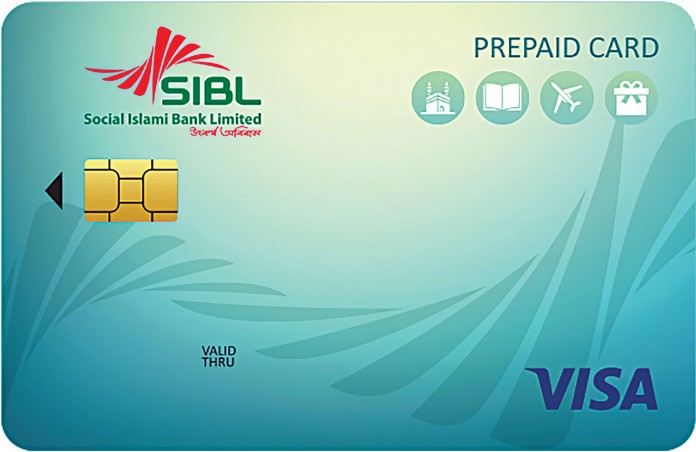 PREPAID CARD
SIBL
Social Islami Bank Limited
VALID
THRU
VISA